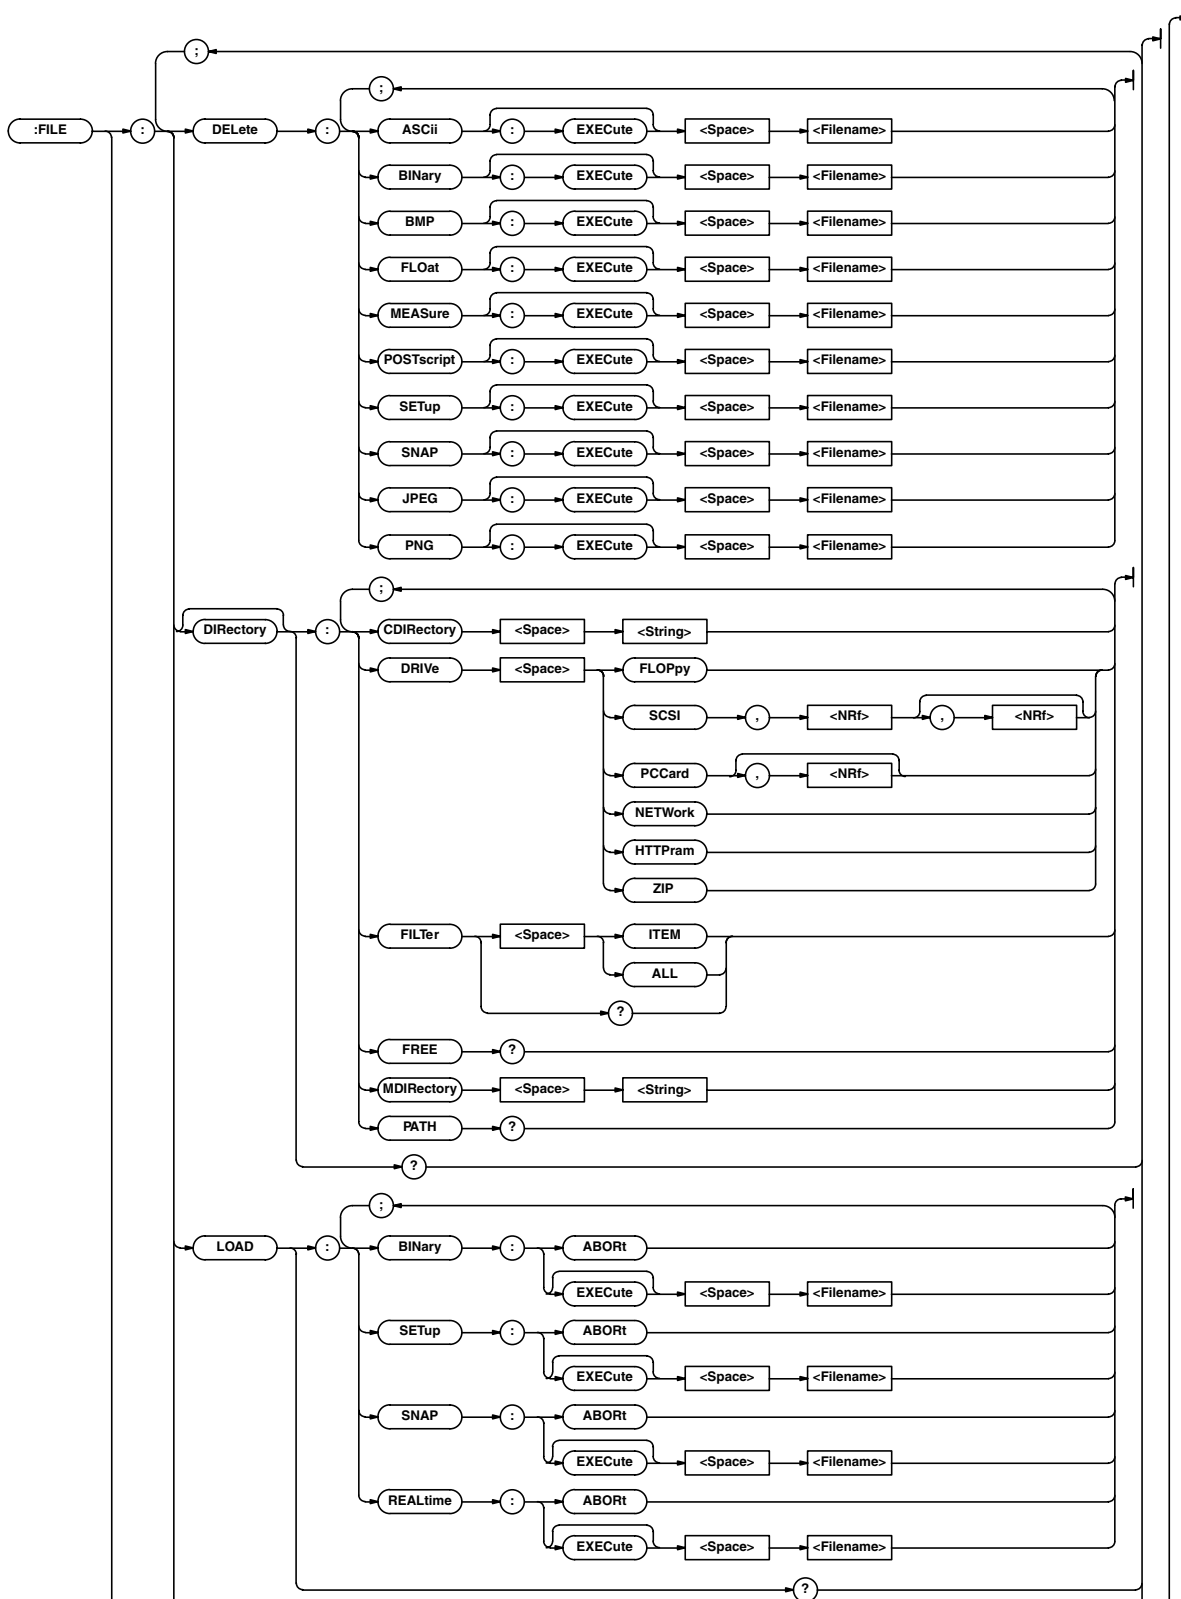 ;
;
:FILE : DELete : ASCii : EXECute <Space> <Filename>
BINary : EXECute <Space> <Filename>
BMP : EXECute <Space> <Filename>
FLOat : EXECute <Space> <Filename>
MEASure : EXECute <Space> <Filename>
POSTscript : EXECute <Space> <Filename>
SETup : EXECute <Space> <Filename>
SNAP : EXECute <Space> <Filename>
JPEG : EXECute <Space> <Filename>
PNG : EXECute <Space> <Filename>
;
DIRectory : CDIRectory <Space> <String>
DRIVe <Space> FLOPpy
SCSI , <NRf> , <NRf>
PCCard , <NRf>
NETWork
HTTPram
ZIP
FILTer <Space> ITEM
ALL
?
FREE ?
MDIRectory <Space> <String>
PATH ?
?
;
LOAD : BINary : ABORt
EXECute <Space> <Filename>
SETup : ABORt
EXECute <Space> <Filename>
SNAP : ABORt
EXECute <Space> <Filename>
REALtime : ABORt
EXECute <Space> <Filename>
?